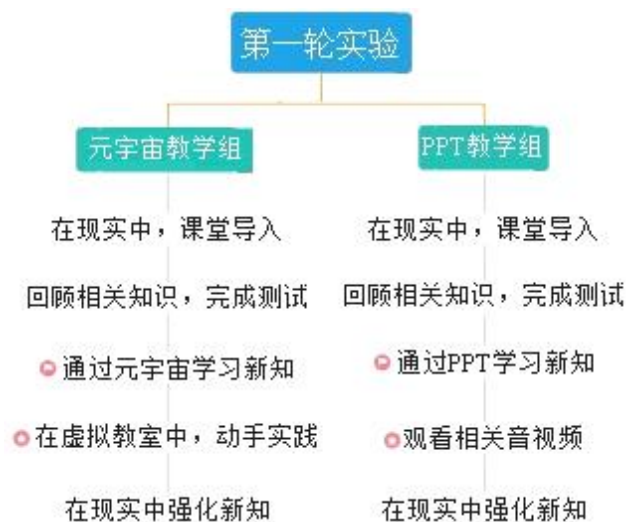 第一轮实验
元宇宙教学组
在现实中，课堂导入
回顾相关知识，完成测试
通过元宇宙学习新知
在虚拟教室中，动手实践
在现实中强化新知
PPT教学组
在现实中，课堂导入
回顾相关知识，完成测试
通过PPT学习新知
观看相关音视频
在现实中强化新知